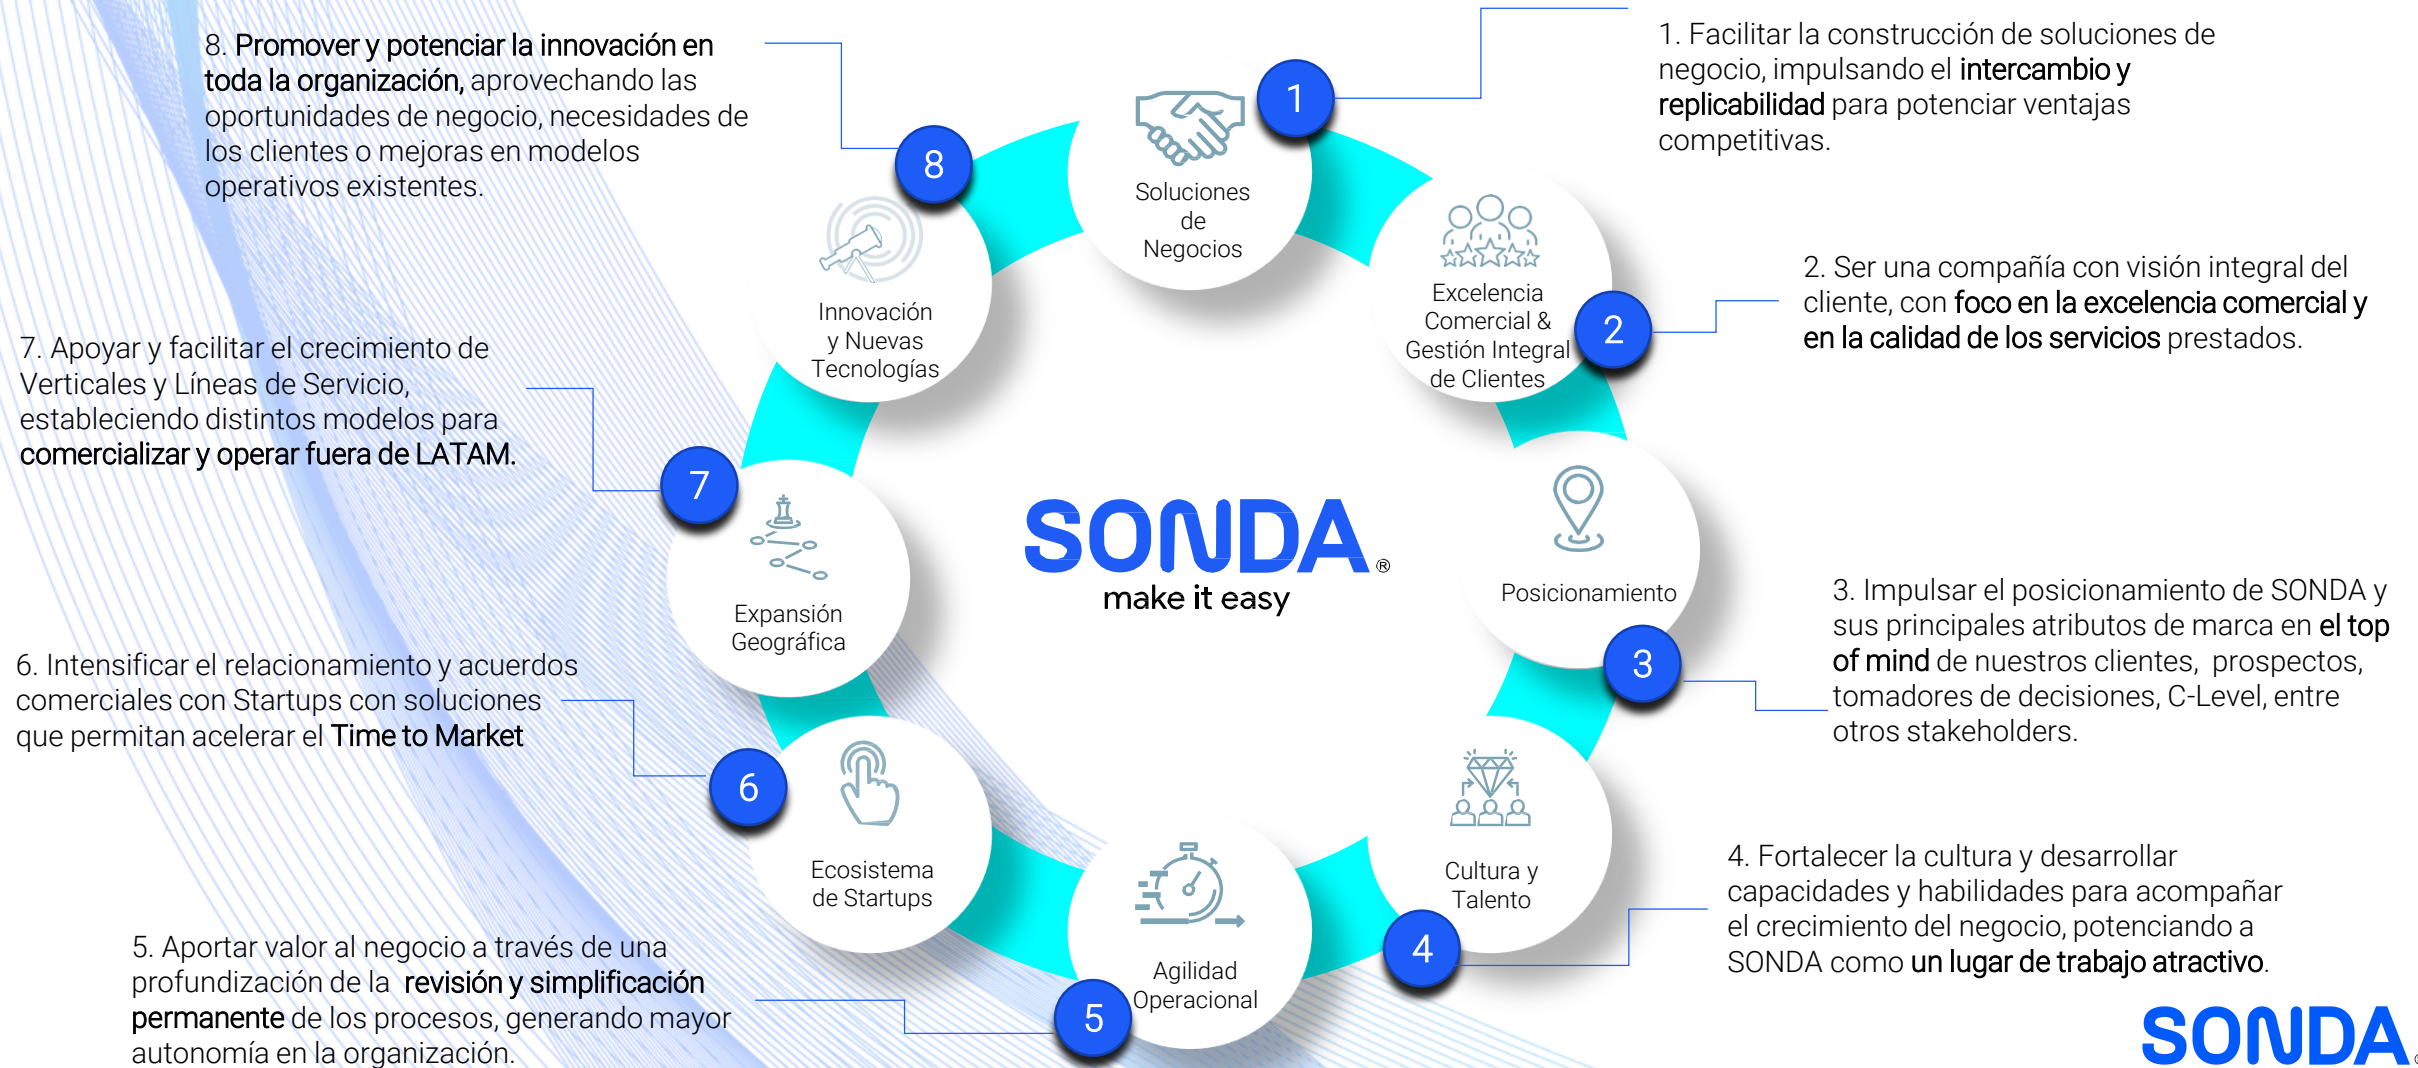 1. Facilitar la construcción de soluciones de
negocio, impulsando el intercambio y
replicabilidad para potenciar ventajas
competitivas.
2. Ser una compañía con visión integral del
cliente, con foco en la excelencia comercial y
en la calidad de los servicios prestados.
3. Impulsar el posicionamiento de SONDA y
sus principales atributos de marca en el top
of mind de nuestros clientes, prospectos,
tomadores de decisiones, C-Level, entre
otros stakeholders.
4. Fortalecer la cultura y desarrollar
capacidades y habilidades para acompañar
el crecimiento del negocio, potenciando a
SONDA como un lugar de trabajo atractivo.
5. Aportar valor al negocio a través de una
profundización de la revisión y simplificación
permanente de los procesos, generando mayor
autonomía en la organización.
6. Intensificar el relacionamiento y acuerdos
comerciales con Startups con soluciones
que permitan acelerar el Time to Market
7. Apoyar y facilitar el crecimiento de
Verticales y Líneas de Servicio,
estableciendo distintos modelos para
comercializar y operar fuera de LATAM.
8. Promover y potenciar la innovación en
toda la organización, aprovechando las
oportunidades de negocio, necesidades de
los clientes o mejoras en modelos
operativos existentes.
1
Soluciones
de
Negocios
2
Excelencia
Comercial &
Gestión Integral
de Clientes
3
Posicionamiento
4
Cultura y
Talento
5
Agilidad
Operacional
6
Ecosistema
de Startups
7
Expansión
Geográfica
8
Innovación
y Nuevas
Tecnologías
SONDA®
make it easy
SONDA®